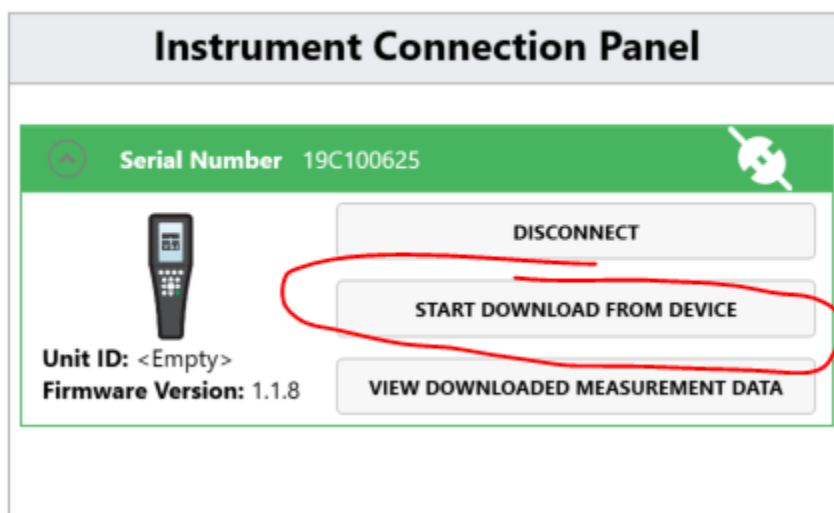 Instrument Connection Panel
Serial Number 19C100625
DISCONNECT
START DOWNLOAD FROM DEVICE
Unit ID: <Empty>
Firmware Version: 1.1.8
VIEW DOWNLOADED MEASUREMENT DATA